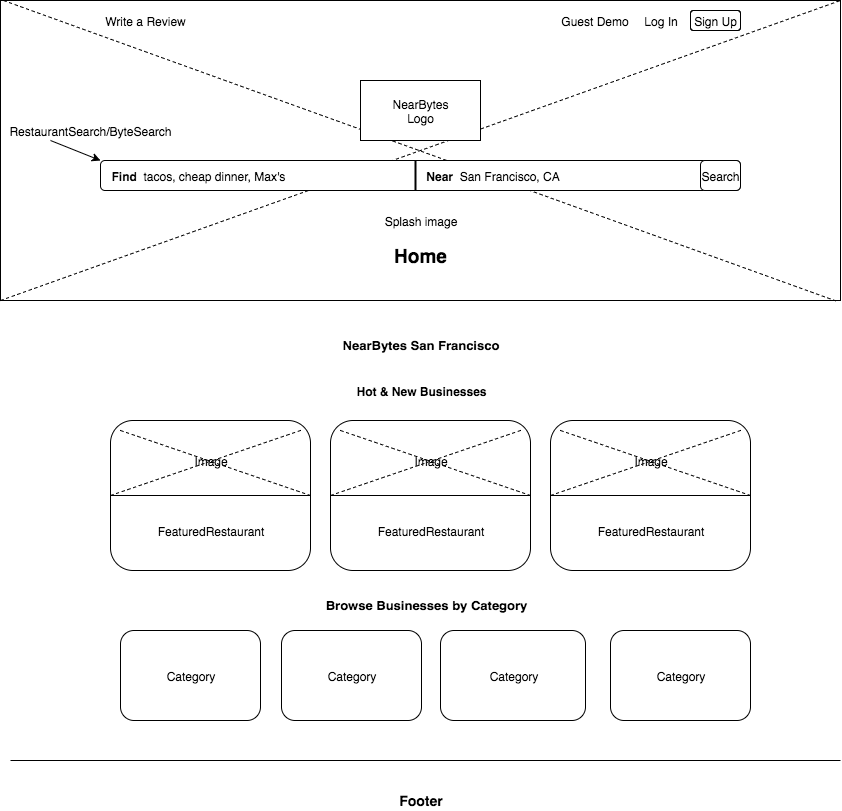 Write a Review
Guest Demo Log In Sign Up
NearBytes
Logo
RestaurantSearch/ByteSearch
Find tacos, cheap dinner, Max's Near San Francisco, CA Search
Splash image
Home
NearBytes San Francisco
Hot & New Businesses
Image Image Image
FeaturedRestaurant FeaturedRestaurant FeaturedRestaurant
Browse Businesses by Category
Category Category Category Category
Footer